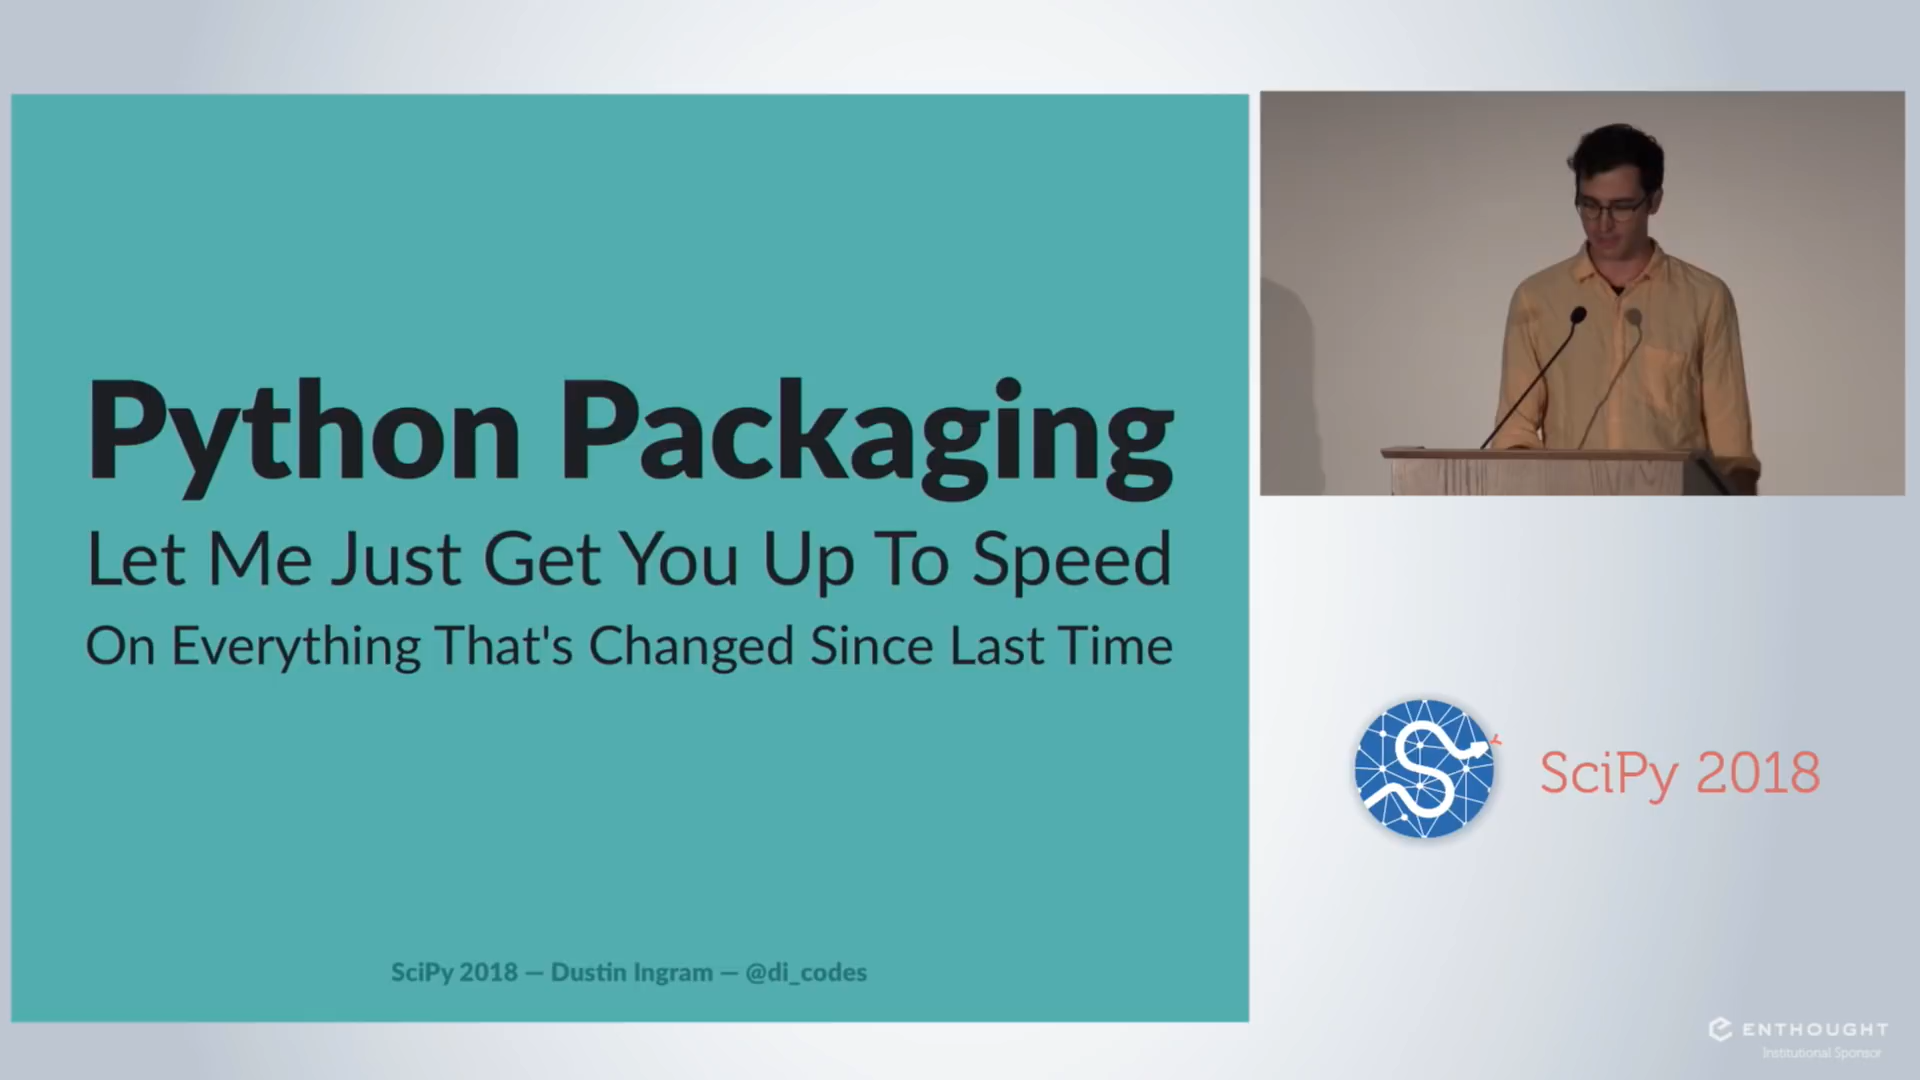 Python Packaging
Let Me Just Get You Up To Speed
On Everything That's Changed Since Last Time
SciPy 2018 — Dustin Ingram — @di_codes
SciPy 2018
ENTHOUGHT
Institutional Sponsor